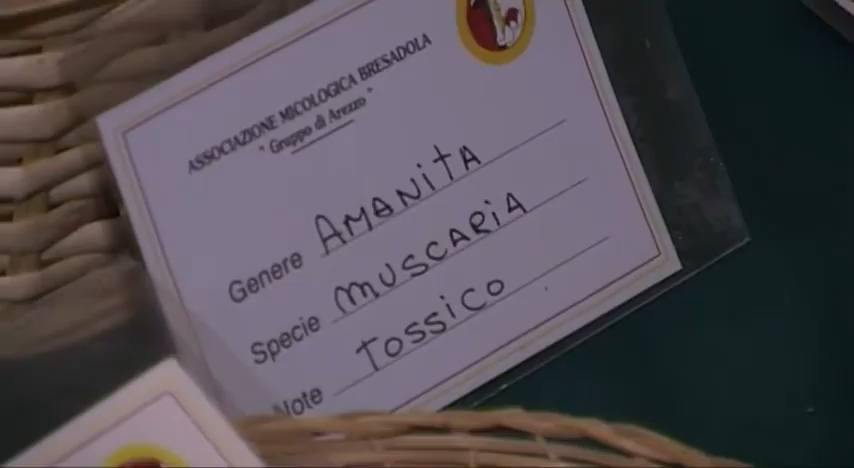 ASSOCIAZIONE MICOLOGICA BRESADOLA
" Gruppo di Arezzo "
Genere AMANITA
Specie MUSCARIA
Note TOSSICO